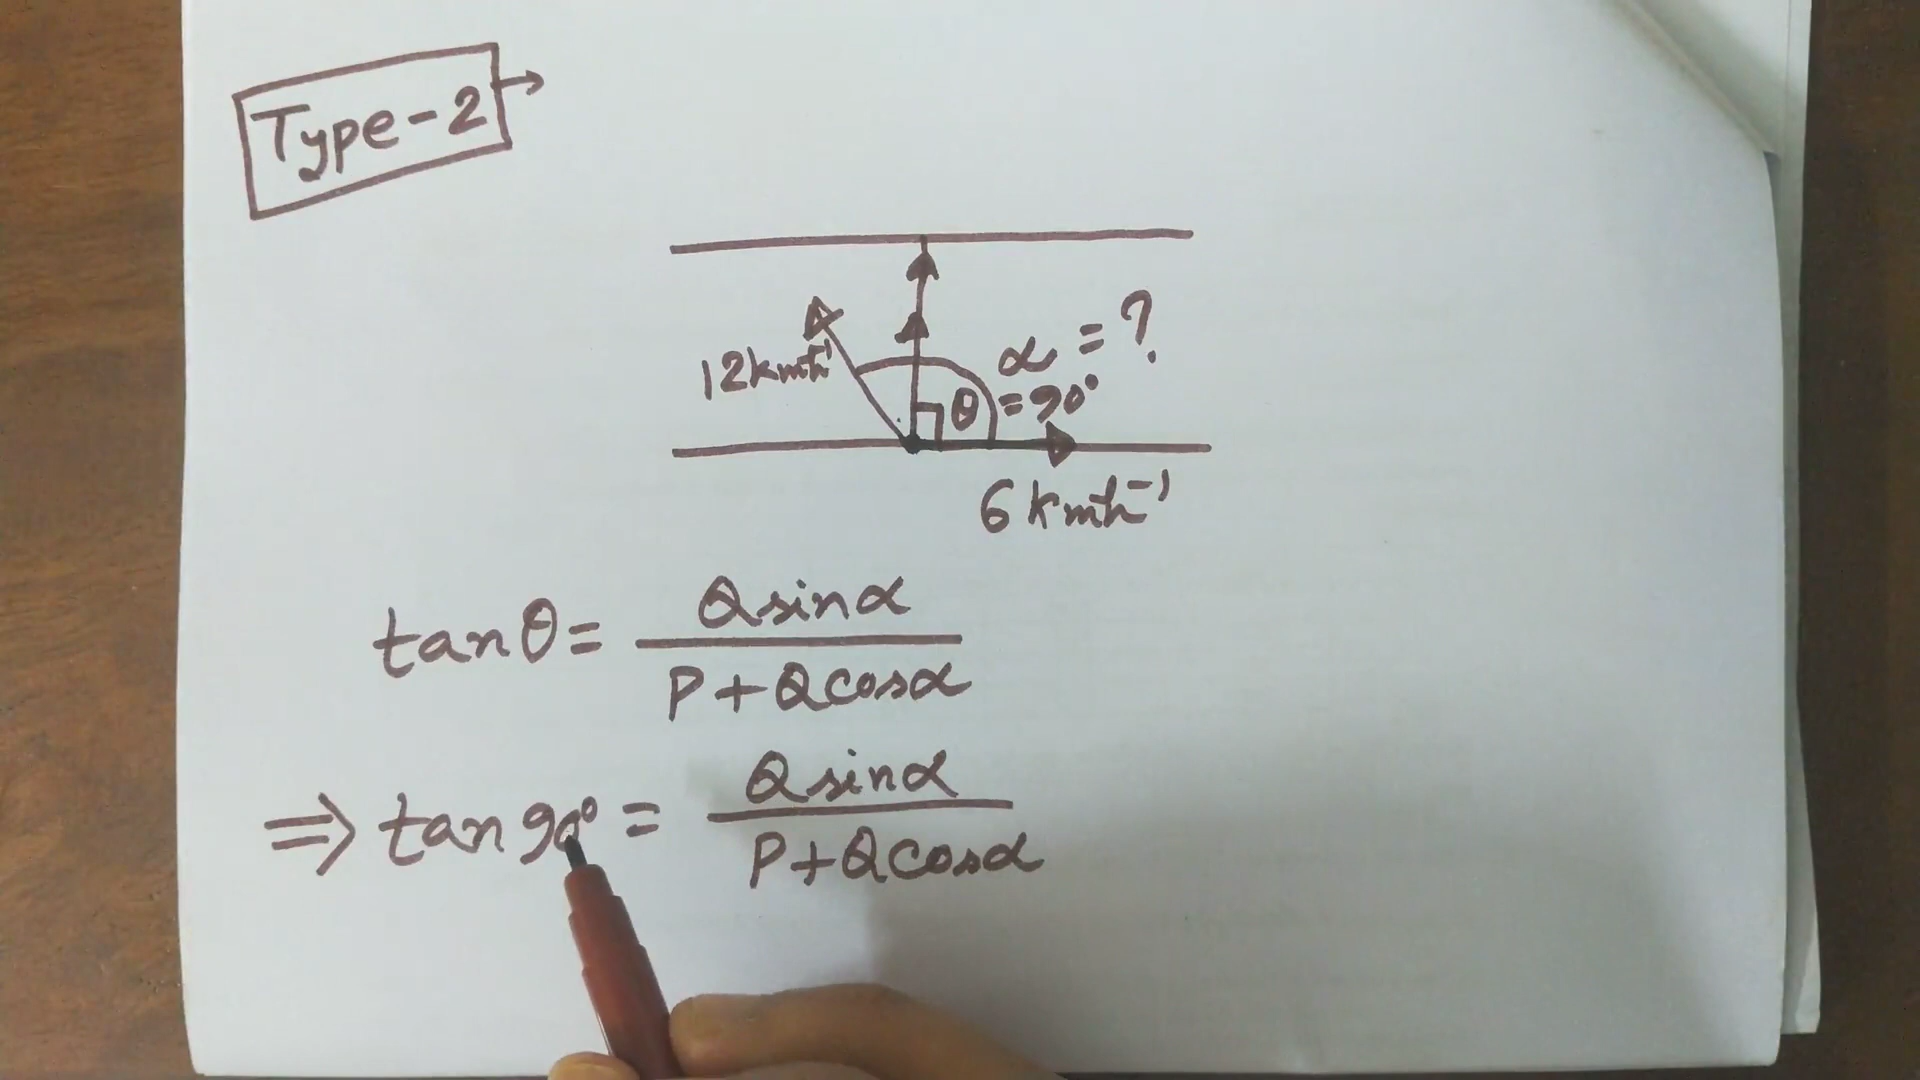 Type-2 →
α = ?
12kmh⁻¹
θ = 90°
6 kmh⁻¹
tanθ = Qsinα / P+Qcosα
⇒ tan90° = Qsinα / P+Qcosα